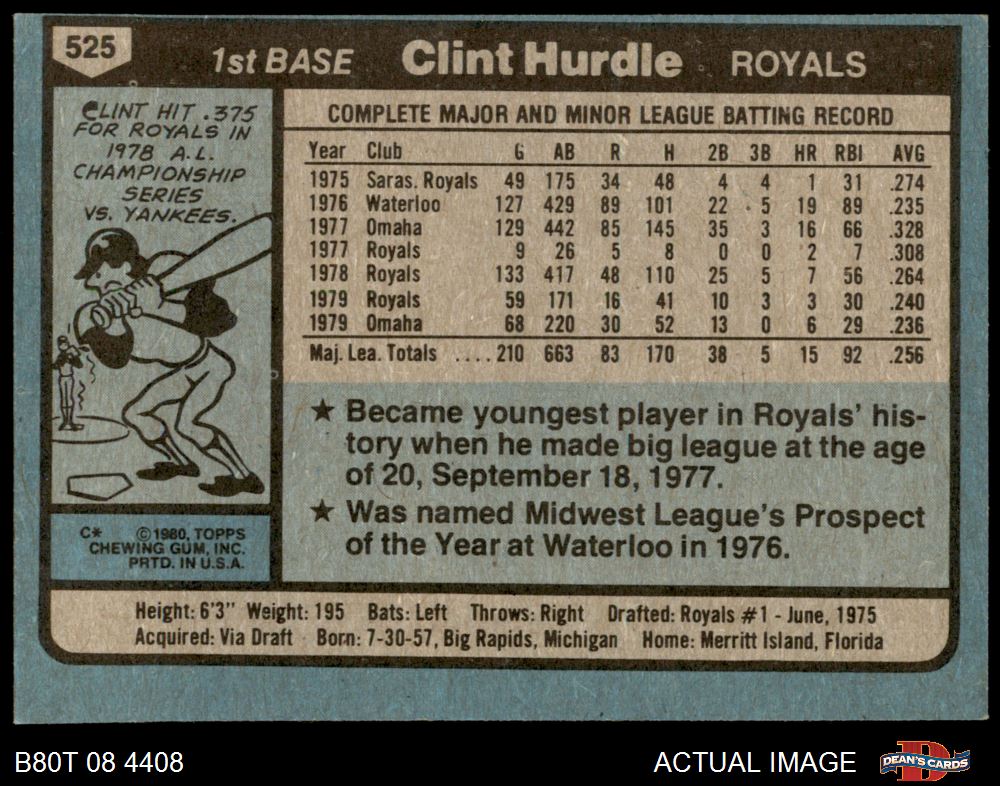 525
1st BASE Clint Hurdle ROYALS
CLINT HIT .375
FOR ROYALS IN
1978 A.L.
CHAMPIONSHIP
SERIES
VS. YANKEES.
COMPLETE MAJOR AND MINOR LEAGUE BATTING RECORD
Year Club G AB R H 2B 3B HR RBI AVG
1975 Saras. Royals 49 175 34 48 4 4 1 31 .274
1976 Waterloo 127 429 89 101 22 5 19 89 .235
1977 Omaha 129 442 85 145 35 3 16 66 .328
1977 Royals 9 26 5 8 0 0 2 7 .308
1978 Royals 133 417 48 110 25 5 7 56 .264
1979 Royals 59 171 16 41 10 3 3 30 .240
1979 Omaha 68 220 30 52 13 0 6 29 .236
Maj. Lea. Totals ....210 663 83 170 38 5 15 92 .256
★ Became youngest player in Royals' his-
tory when he made big league at the age
of 20, September 18, 1977.
★ Was named Midwest League's Prospect
of the Year at Waterloo in 1976.
C* ©1980, TOPPS
CHEWING GUM, INC.
PRTD. IN U.S.A.
Height: 6'3" Weight: 195 Bats: Left Throws: Right Drafted: Royals #1 - June, 1975
Acquired: Via Draft Born: 7-30-57, Big Rapids, Michigan Home: Merritt Island, Florida
B80T 08 4408
ACTUAL IMAGE
DEAN'S CARDS